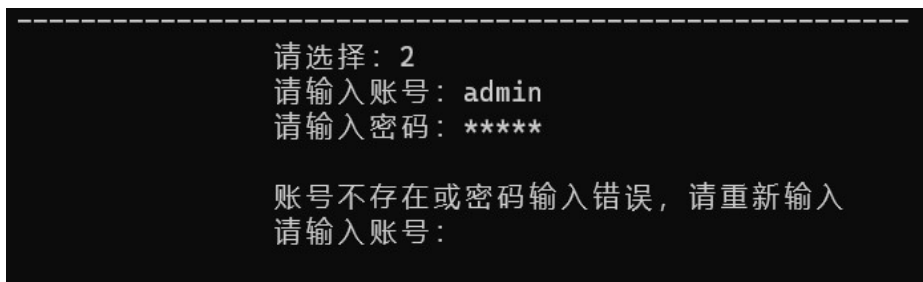 --------------------------------------------------------
请选择：2
请输入账号：admin
请输入密码：*****
账号不存在或密码输入错误，请重新输入
请输入账号：